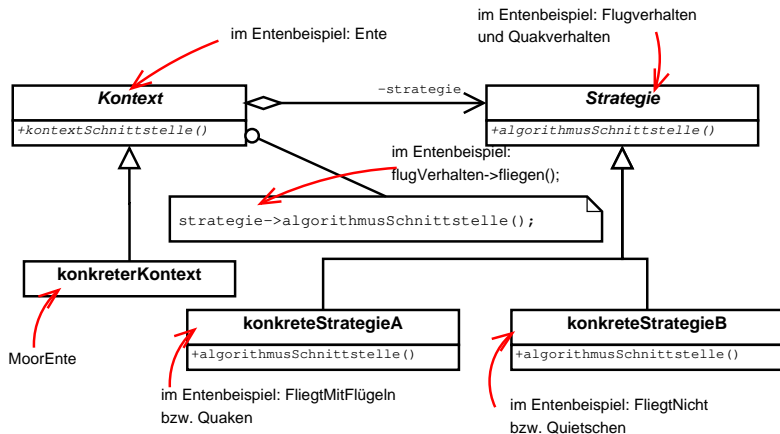 im Entenbeispiel: Ente
im Entenbeispiel: Flugverhalten
und Quakverhalten
Kontext
−strategie
Strategie
+kontextSchnittstelle()
+algorithmusSchnittstelle()
im Entenbeispiel:
flugVerhalten->fliegen();
strategie−>algorithmusSchnittstelle();
konkreterKontext
konkreteStrategieA
konkreteStrategieB
+algorithmusSchnittstelle()
+algorithmusSchnittstelle()
MoorEnte
im Entenbeispiel: FliegtMitFlügeln
bzw. Quaken
im Entenbeispiel: FliegtNicht
bzw. Quietschen